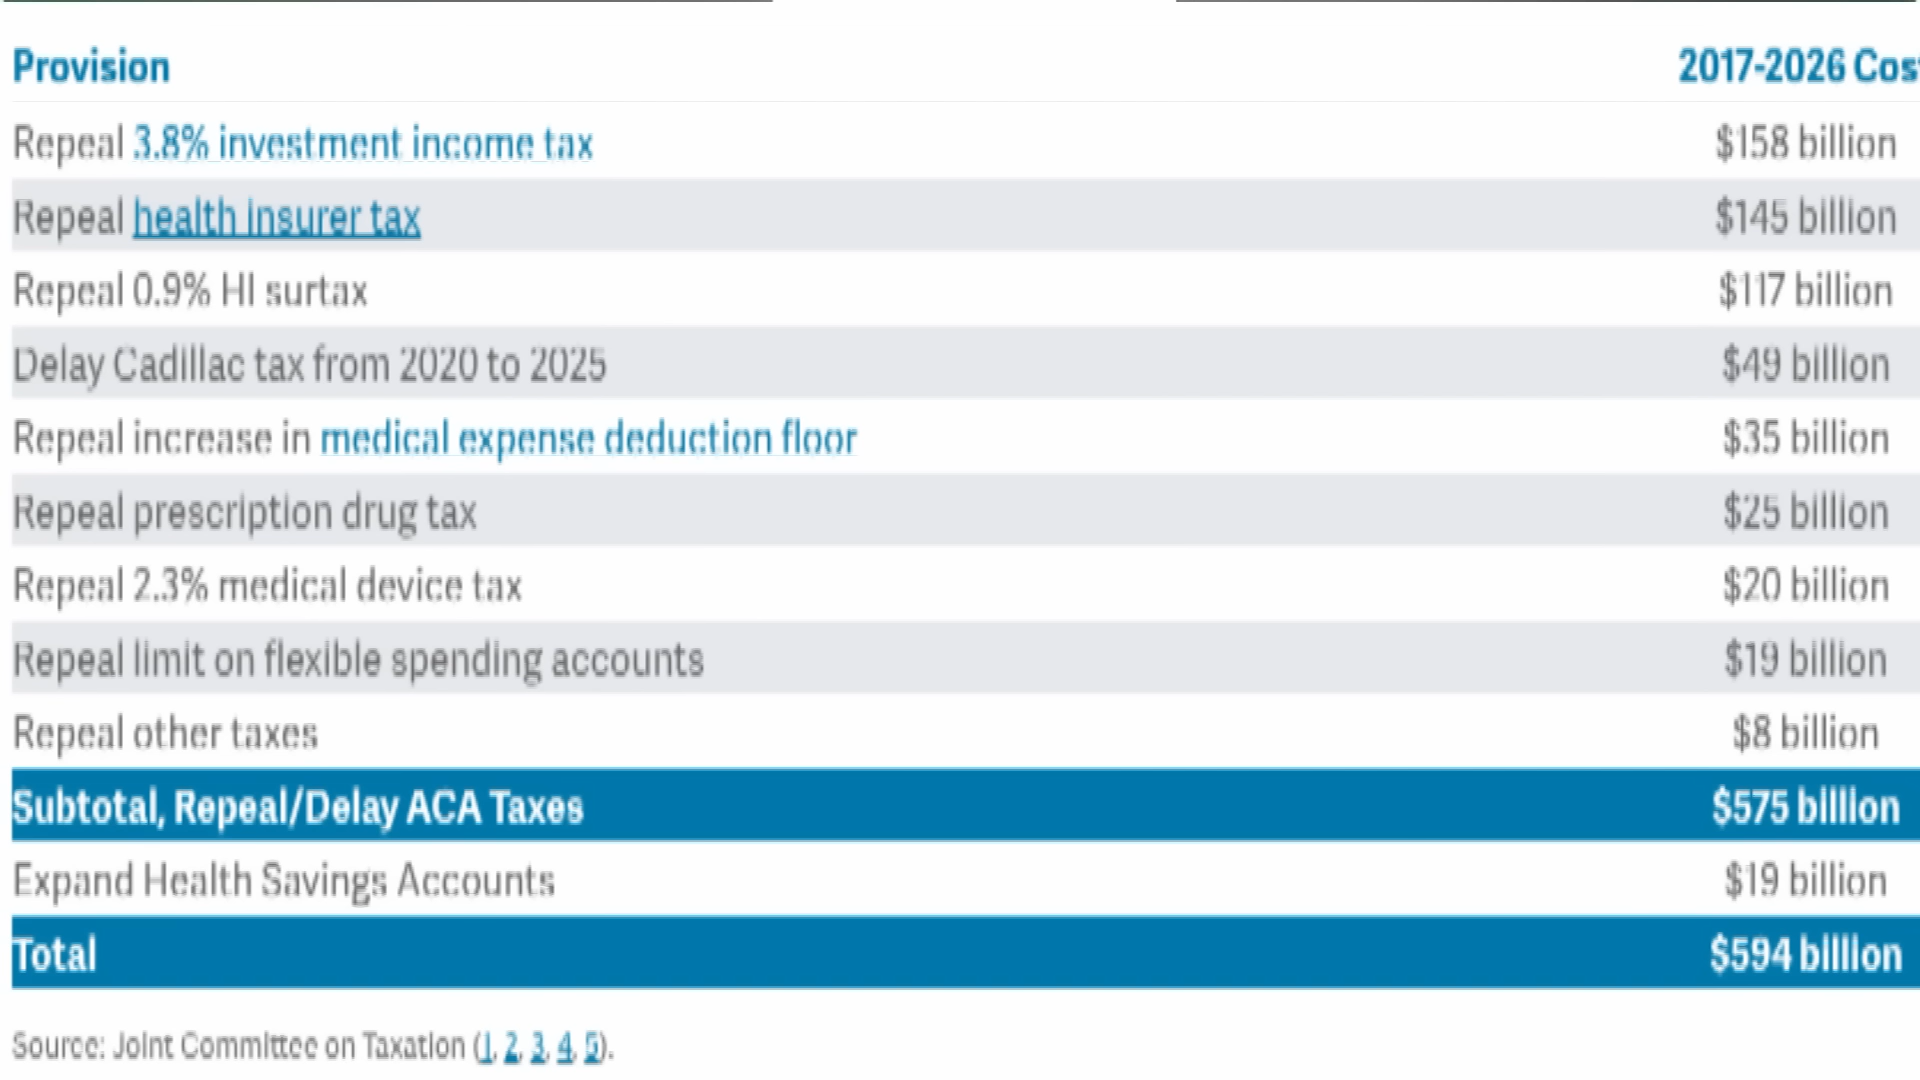 Provision 2017-2026 Cos
Repeal 3.8% investment income tax $158 billion
Repeal health insurer tax $145 billion
Repeal 0.9% HI surtax $117 billion
Delay Cadillac tax from 2020 to 2025 $49 billion
Repeal increase in medical expense deduction floor $35 billion
Repeal prescription drug tax $25 billion
Repeal 2.3% medical device tax $20 billion
Repeal limit on flexible spending accounts $19 billion
Repeal other taxes $8 billion
Subtotal, Repeal/Delay ACA Taxes $575 billion
Expand Health Savings Accounts $19 billion
Total $594 billion
Source: Joint Committee on Taxation (1, 2, 3, 4, 5).